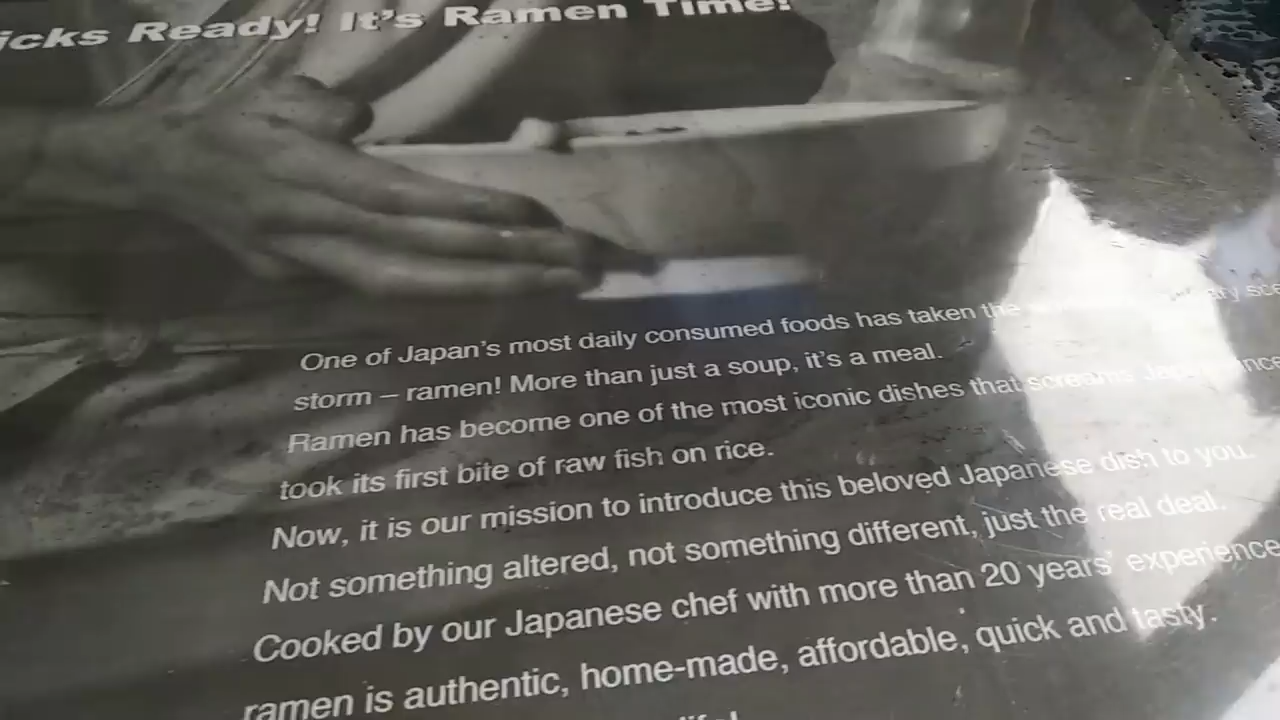 icks Ready! It's Ramen Time!
One of Japan's most daily consumed foods has taken the
storm – ramen! More than just a soup, it's a meal.
Ramen has become one of the most iconic dishes that screams
took its first bite of raw fish on rice.
Now, it is our mission to introduce this beloved Japanese dish to you.
Not something altered, not something different, just the real deal.
Cooked by our Japanese chef with more than 20 years' experience
ramen is authentic, home-made, affordable, quick and tasty.